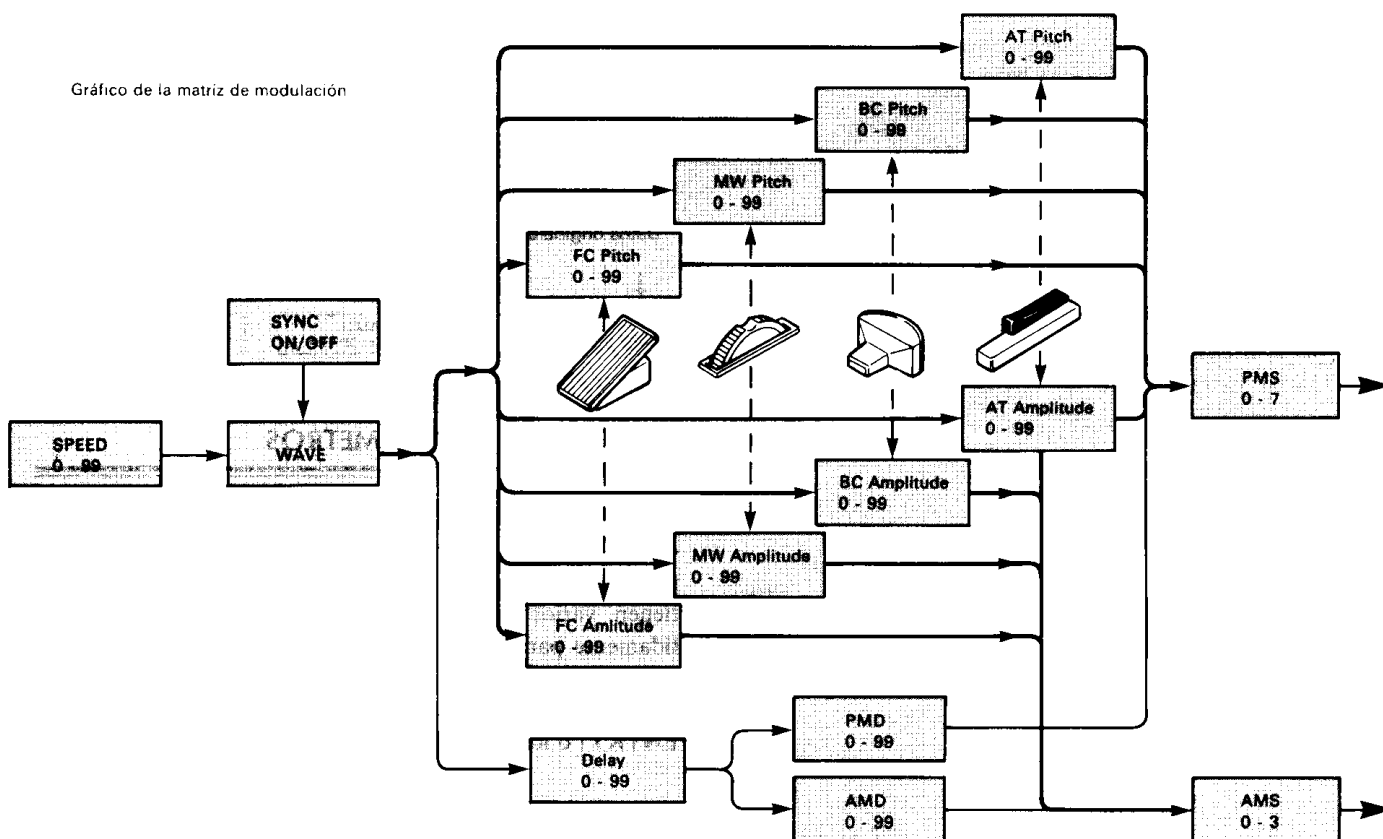 Gráfico de la matriz de modulación
AT Pitch
0 - 99
BC Pitch
0 - 99
MW Pitch
0 - 99
FC Pitch
0 - 99
SYNC
ON/OFF
SPEED
0 - 99
WAVE
PMS
0 - 7
AT Amplitude
0 - 99
BC Amplitude
0 - 99
MW Amplitude
0 - 99
FC Amlitude
0 - 99
PMD
0 - 99
Delay
0 - 99
AMD
0 - 99
AMS
0 - 3